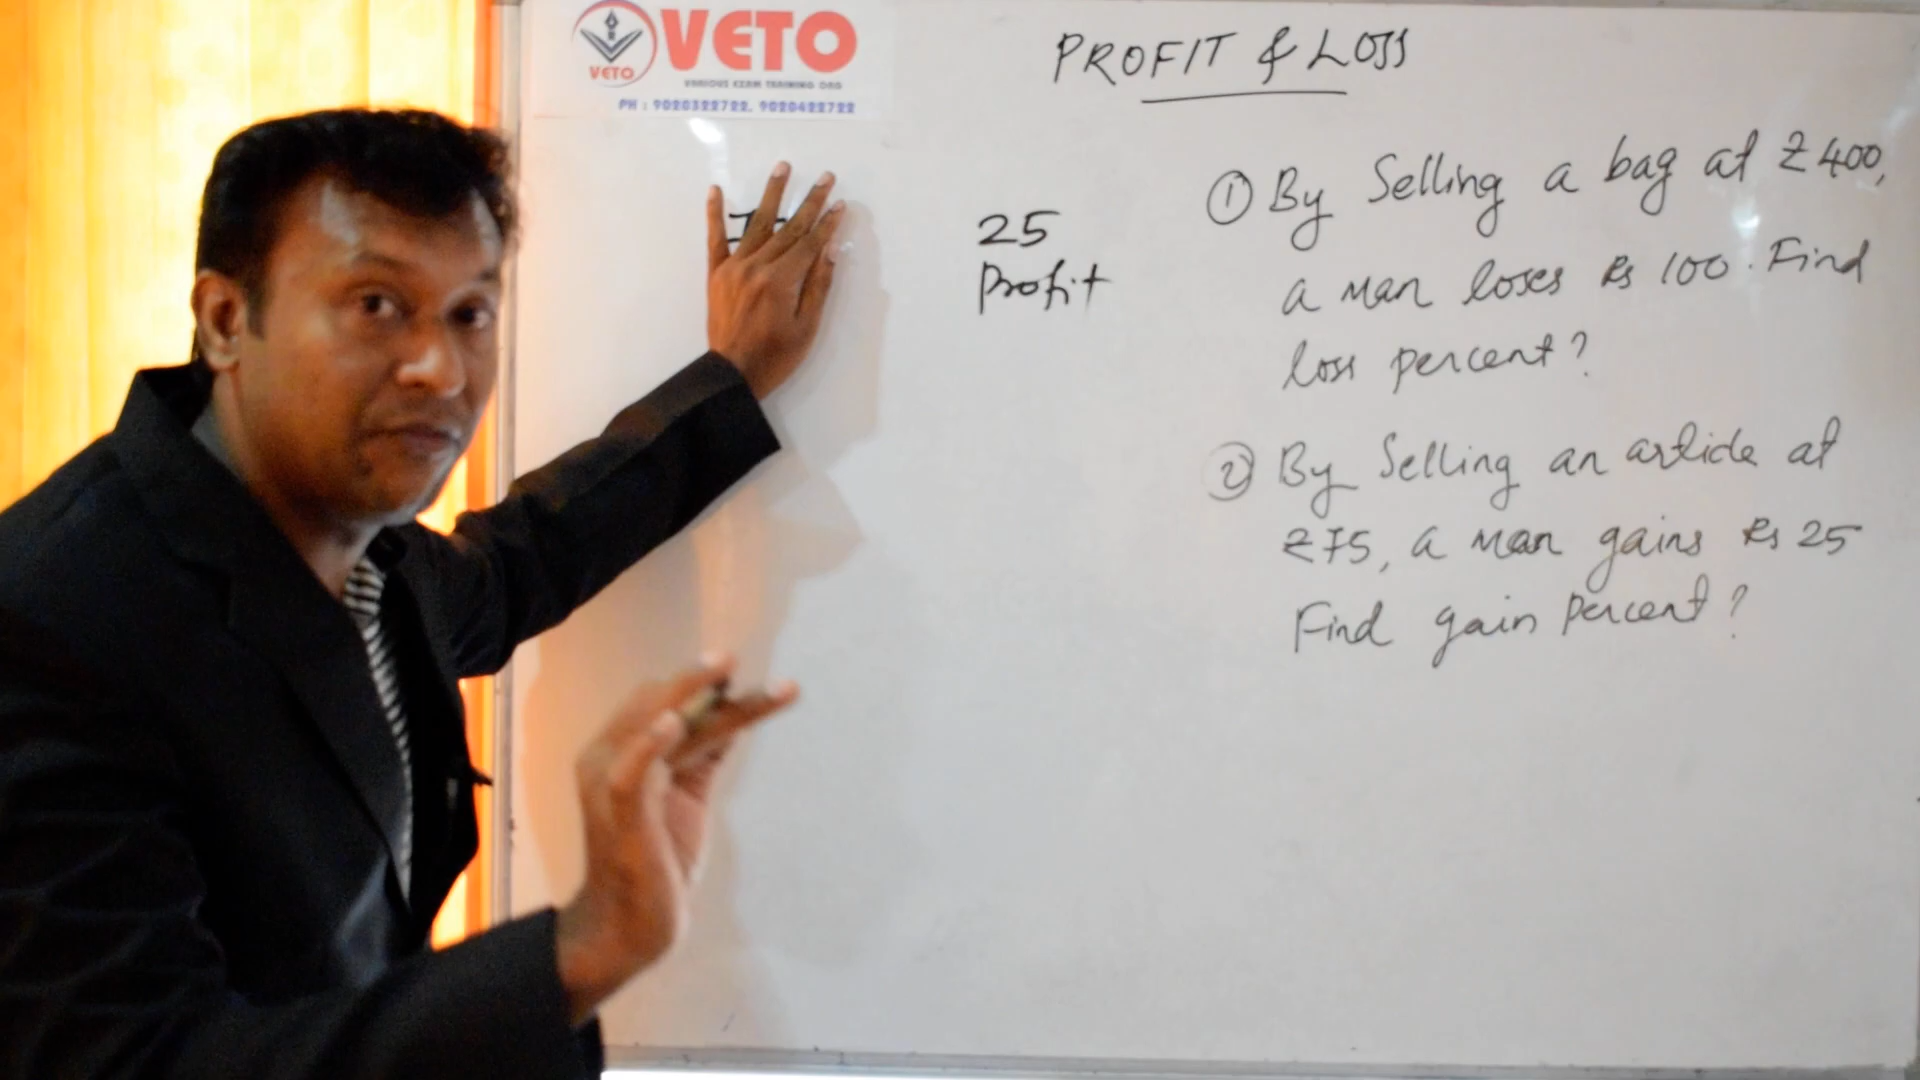 VETO
VETO
VARIOUS EXAM TRAINING ORG
PH : 9020322722, 9020422722
PROFIT & LOSS
25
Profit
① By Selling a bag at ₹400,
a man loses Rs 100. Find
loss percent?
② By Selling an article at
₹75, a man gains Rs 25
Find gain percent?